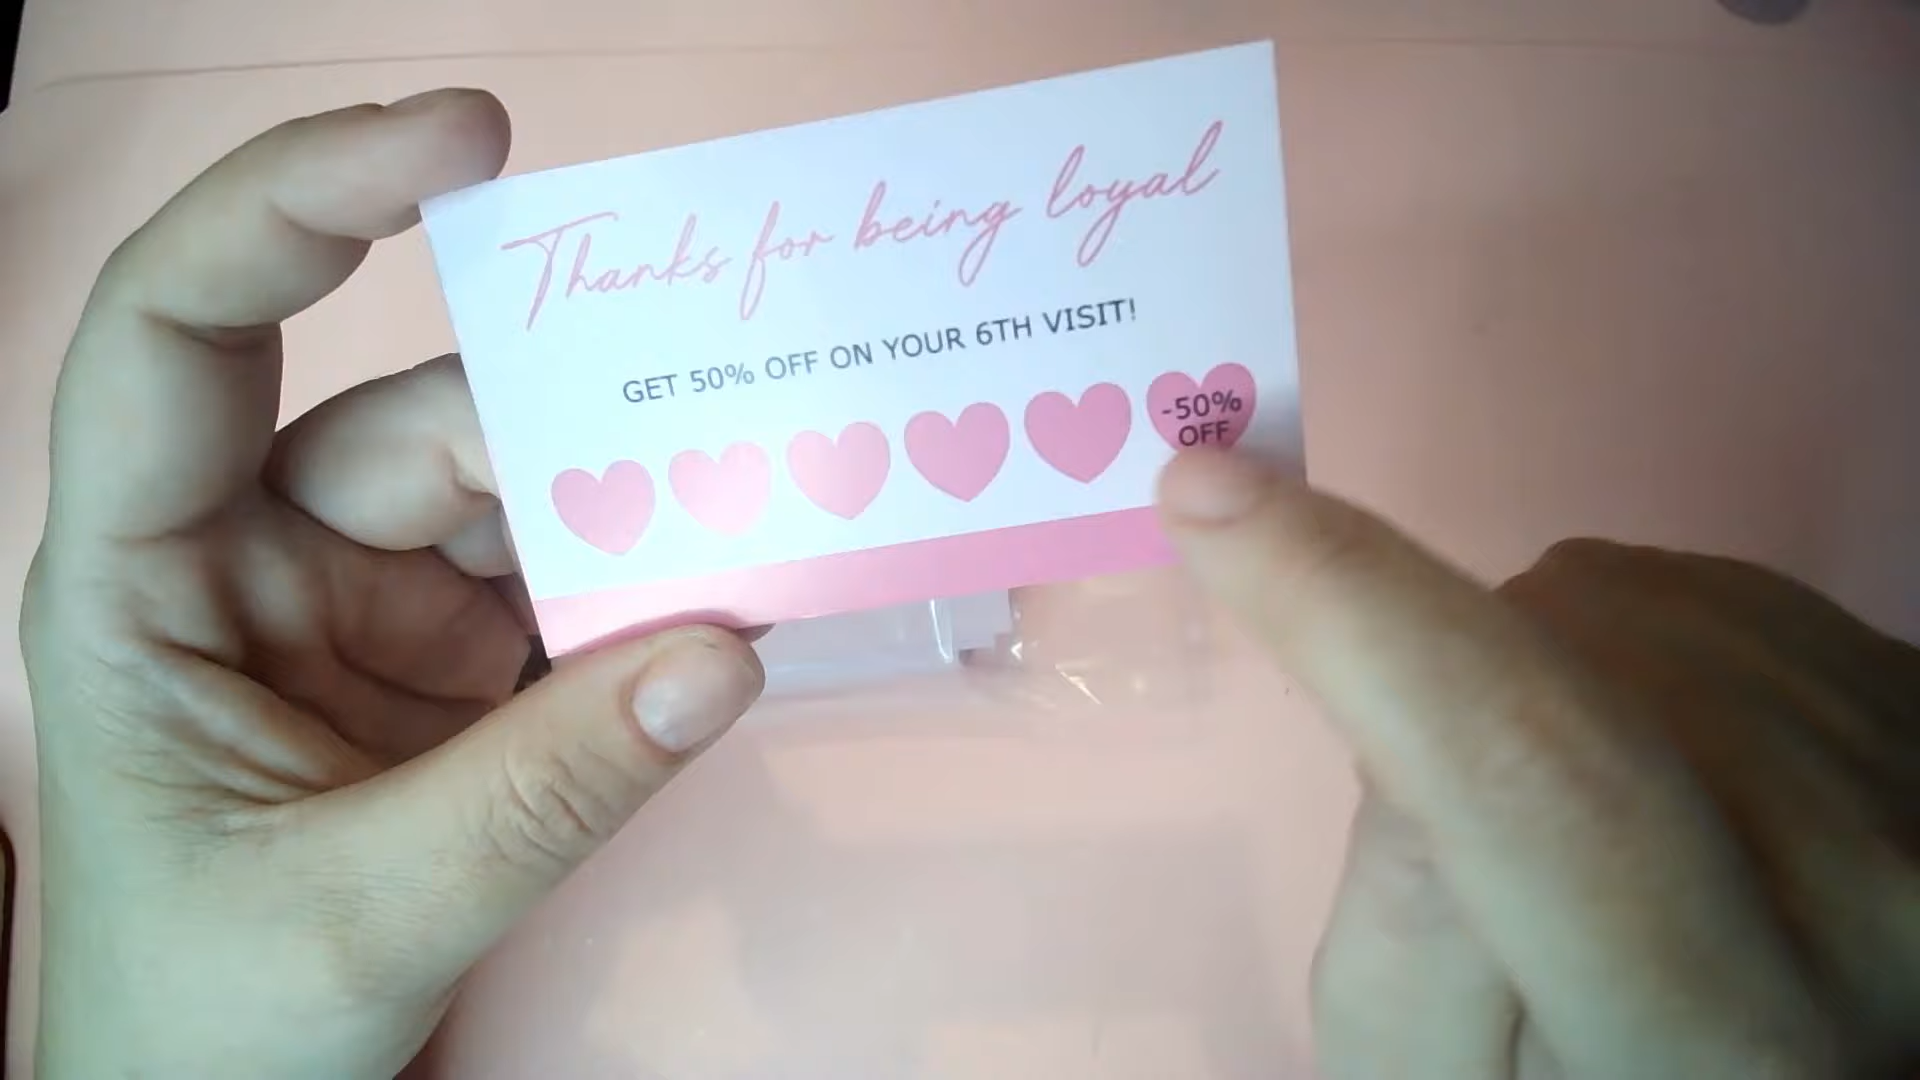 Thanks for being loyal
GET 50% OFF ON YOUR 6TH VISIT!
-50%
OFF